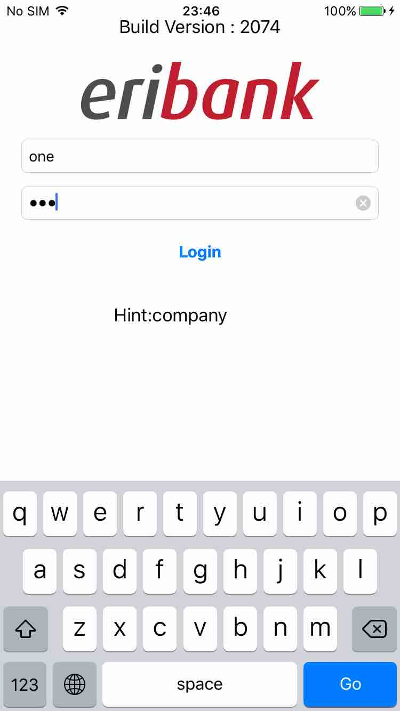 No SIM 23:46 100%
Build Version : 2074
eribank
one
●●●
Login
Hint:company
q w e r t y u i o p
a s d f g h j k l
z x c v b n m
123 space Go